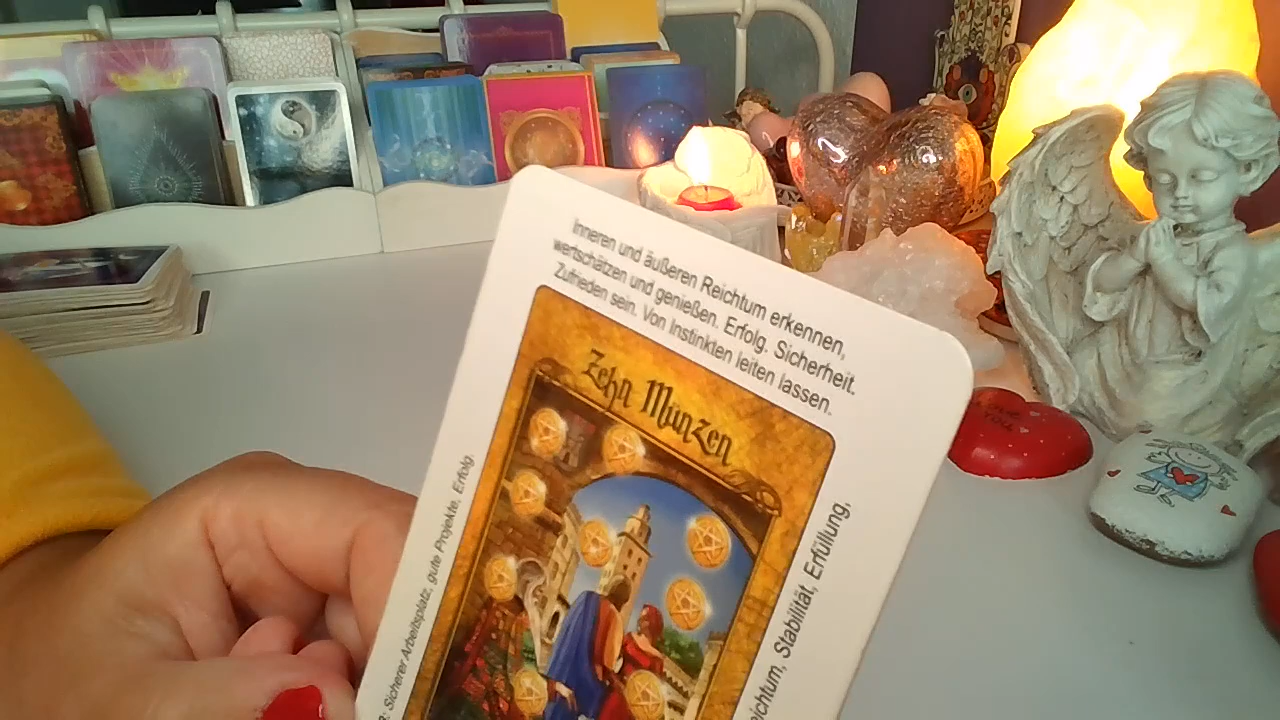 Inneren und äußeren Reichtum erkennen,
wertschätzen und genießen. Erfolg. Sicherheit.
Zufrieden sein. Von Instinkten leiten lassen.
Zehn Münzen
Sicherer Arbeitsplatz, gute Projekte, Erfolg.
Stabilität, Erfüllung,
YOU